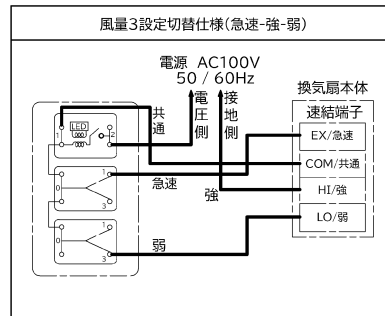 風量3設定切替仕様(急速-強-弱)
電源 AC100V
50 / 60Hz
電圧側
接地側
換気扇本体
速結端子
共通
LED
1
2
EX/急速
COM/共通
急速
強
HI/強
0
1
3
LO/弱
0
1
3
弱